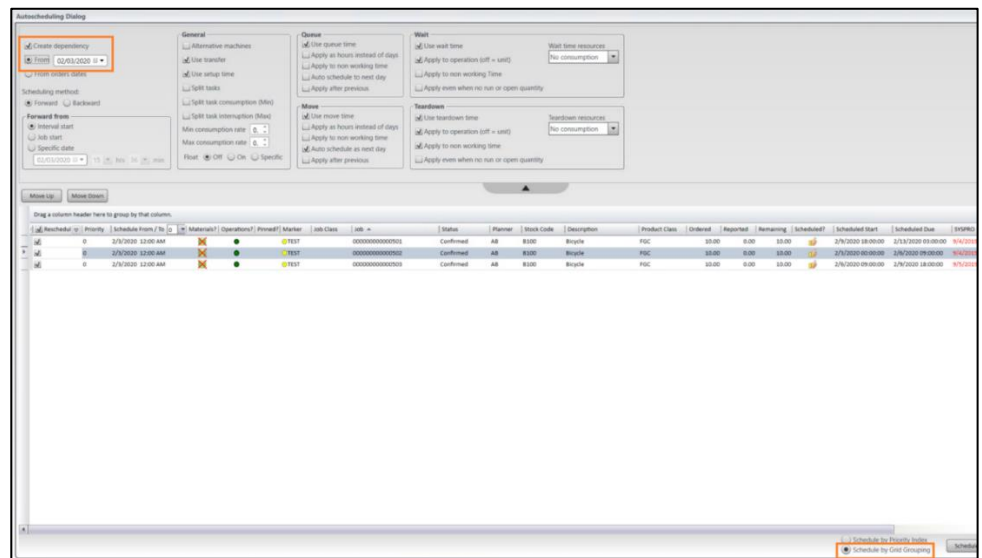 Autoscheduling Dialog
Create dependency
From 02/03/2020
From orders dates
Scheduling method:
Forward Backward
Forward from
Interval start
Job start
Specific date
02/03/2020 hrs min
General
Alternative machines
Use transfer
Use setup time
Split tasks
Split task consumption (Min)
Split task interruption (Max)
Min consumption rate 0.
Max consumption rate 0.
Float Off On Specific
Queue
Use queue time
Apply as hours instead of days
Apply to non working time
Auto schedule to next day
Apply after previous
Move
Use move time
Apply as hours instead of days
Apply to non working time
Auto schedule as next day
Apply after previous
Wait
Use wait time
Apply to operation (off = unit)
Apply to non working Time
Apply even when no run or open quantity
Wait time resources
No consumption
Teardown
Use teardown time
Apply to operation (off = unit)
Apply to non working time
Apply even when no run or open quantity
Teardown resources
No consumption
Move Up Move Down
Drag a column header here to group by that column.
Reschedul Priority Schedule From / To 0 Materials? Operations? Pinned? Marker Job Class Job Status Planner Stock Code Description Product Class Ordered Reported Remaining Scheduled? Scheduled Start Scheduled Due SYSPRO
0 2/3/2020 12:00 AM TEST 000000000000501 Confirmed AB B100 Bicycle FGC 10.00 0.00 10.00 2/9/2020 18:00:00 2/13/2020 03:00:00
0 2/3/2020 12:00 AM TEST 000000000000502 Confirmed AB B100 Bicycle FGC 10.00 0.00 10.00 2/3/2020 00:00:00 2/6/2020 09:00:00
0 2/3/2020 12:00 AM TEST 000000000000503 Confirmed AB B100 Bicycle FGC 10.00 0.00 10.00 2/6/2020 09:00:00 2/9/2020 18:00:00
Schedule by Priority Index
Schedule by Grid Grouping
Schedule